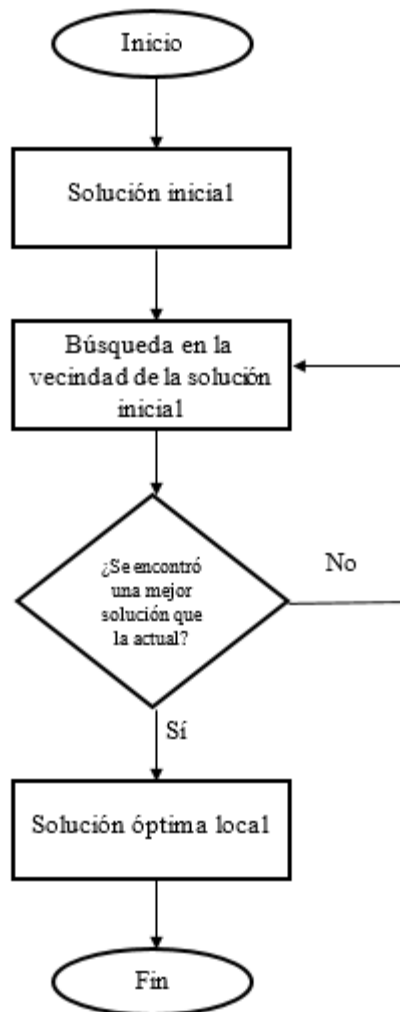 Inicio
Solución inicial
Búsqueda en la
vecindad de la solución
inicial
¿Se encontró
una mejor
solución que
la actual?
No
Sí
Solución óptima local
Fin